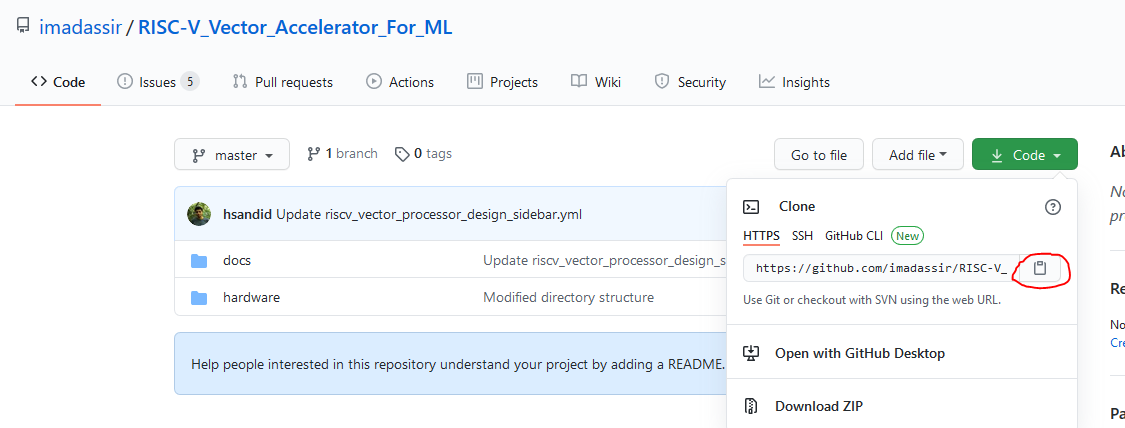 imadassir / RISC-V_Vector_Accelerator_For_ML
Code Issues 5 Pull requests Actions Projects Wiki Security Insights
master 1 branch 0 tags Go to file Add file Code
hsandid Update riscv_vector_processor_design_sidebar.yml
docs Update riscv_vector_processor_design_s
hardware Modified directory structure
Help people interested in this repository understand your project by adding a README.
Clone
HTTPS SSH GitHub CLI New
https://github.com/imadassir/RISC-V_
Use Git or checkout with SVN using the web URL.
Open with GitHub Desktop
Download ZIP
Ab
No
pr
Re
No
Cre
Pa